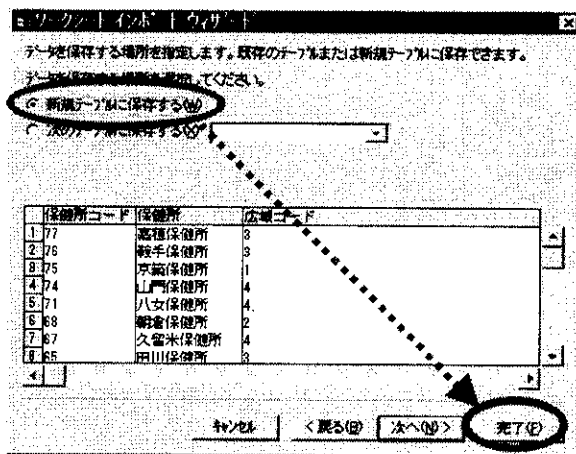 ワークシート インポート ウィザード
データを保存する場所を指定します。既存のテーブルまたは新規テーブルに保存できます。
データを保存する場所を選択してください。
新規テーブルに保存する(W)
次のテーブルに保存する(X)
保健所コード 保健所 広域コード
1 77 嘉穂保健所 3
2 76 鞍手保健所 3
3 75 京築保健所 1
4 74 山門保健所 4
5 71 八女保健所 4
6 68 朝倉保健所 2
7 67 久留米保健所 4
8 65 田川保健所 3
キャンセル
< 戻る(B)
次へ(N) >
完了(F)